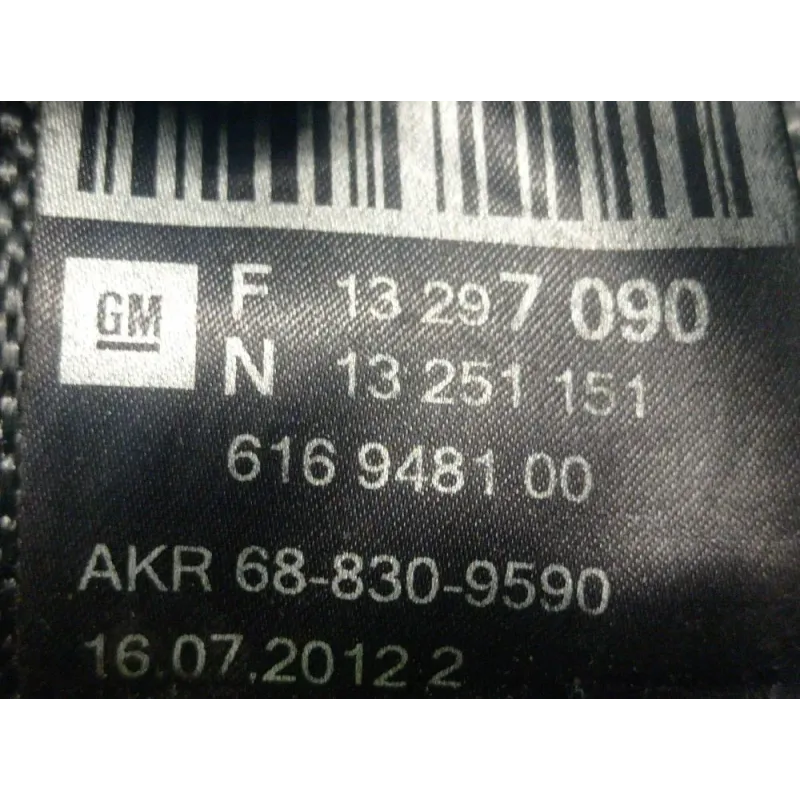 GM F 13 297 090
N 13 251 151
616 9481 00
AKR 68-830-9590
16.07.2012 2